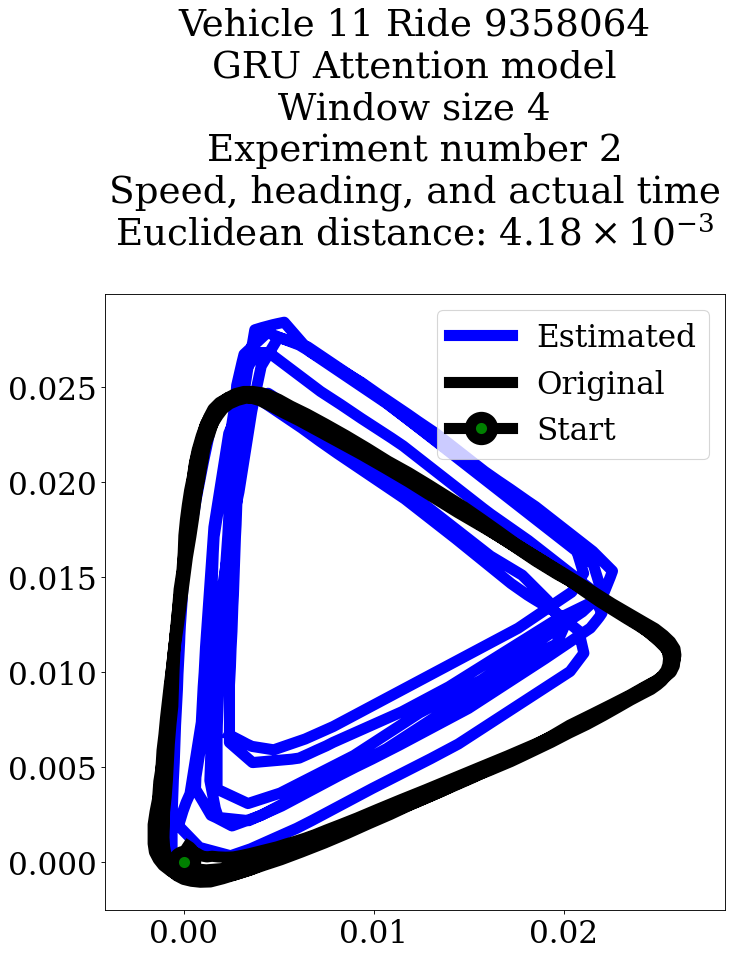 Vehicle 11 Ride 9358064
GRU Attention model
Window size 4
Experiment number 2
Speed, heading, and actual time
Euclidean distance: 4.18 × 10⁻³
Estimated
Original
Start
0.025
0.020
0.015
0.010
0.005
0.000
0.00 0.01 0.02